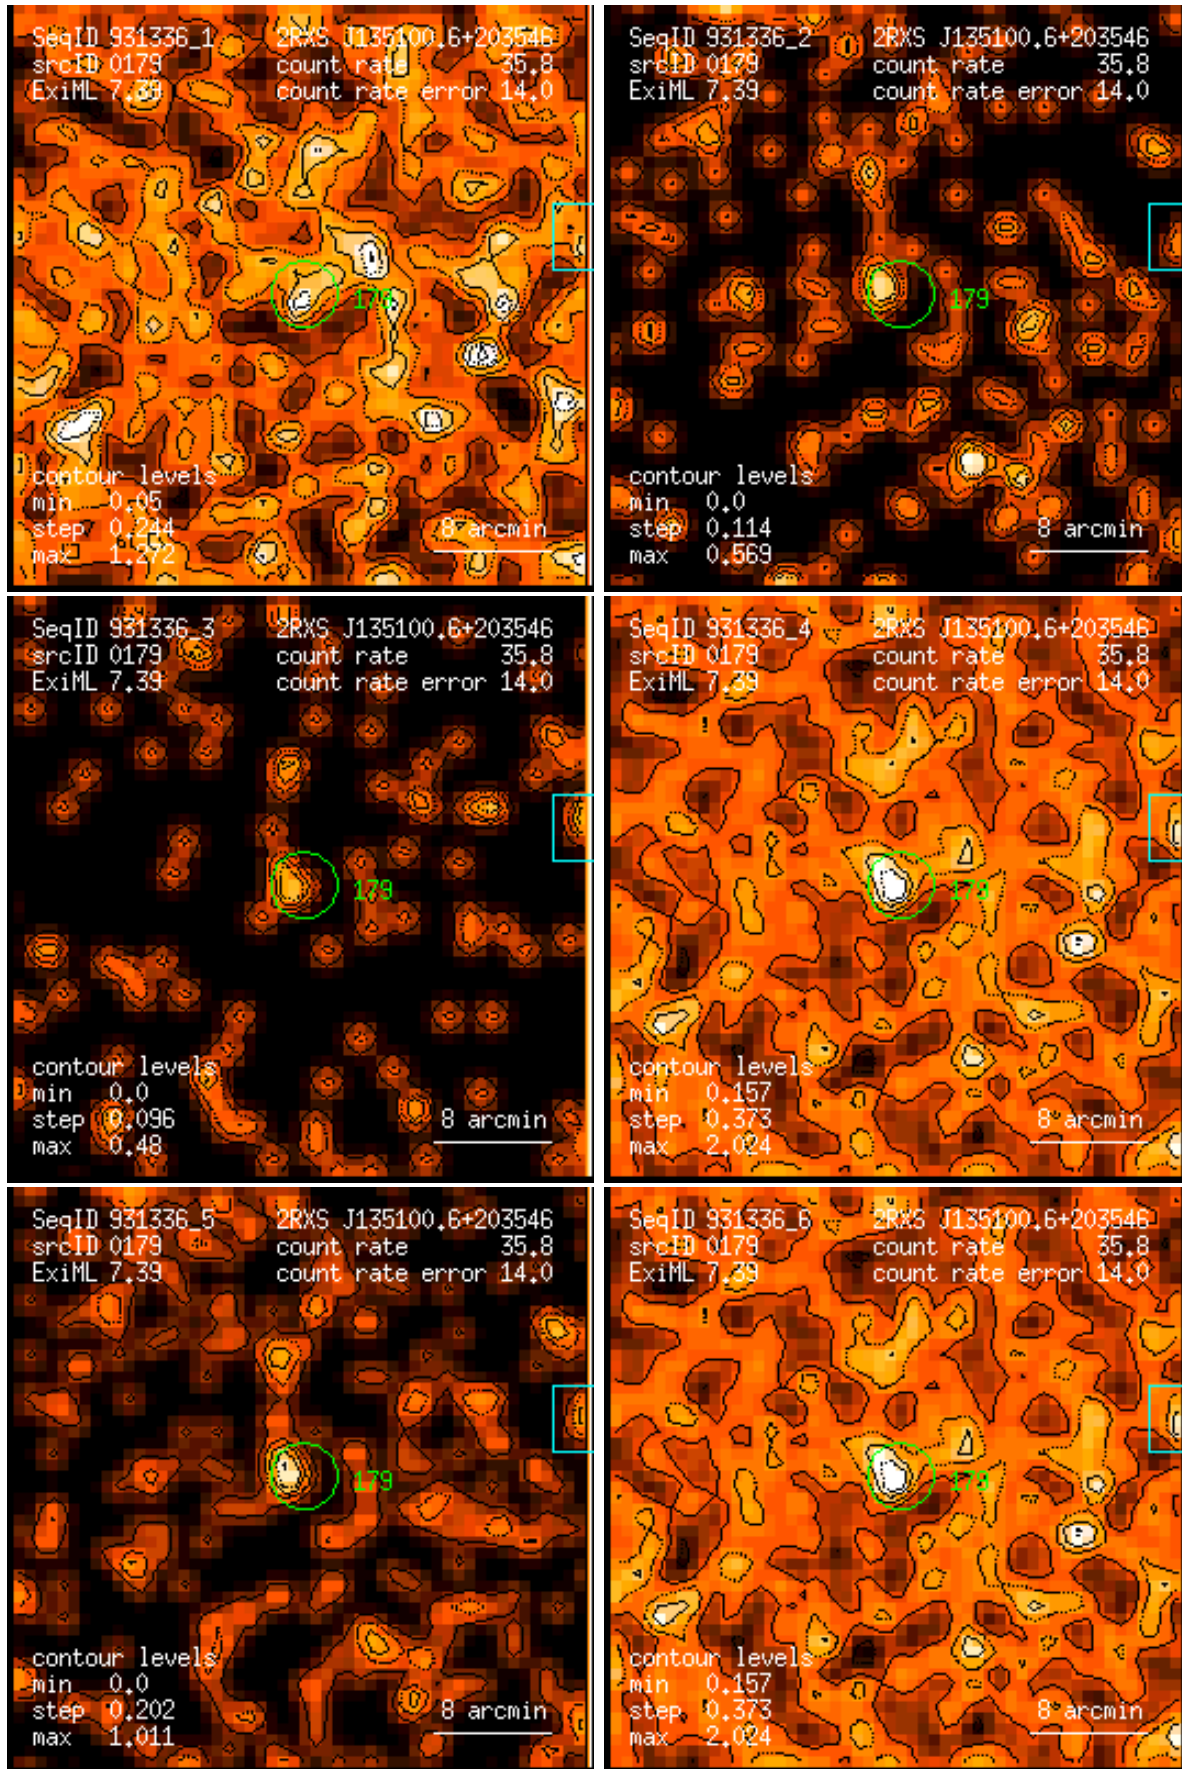 SeqID 931336_1 2RXS J135100.6+203546
srcID 0179 count rate 35.8
ExiML 7.39 count rate error 14.0
179
contour levels
min 0.05
step 0.244 8 arcmin
max 1.272
SeqID 931336_2 2RXS J135100.6+203546
srcID 0179 count rate 35.8
ExiML 7.39 count rate error 14.0
179
contour levels
min 0.0
step 0.114 8 arcmin
max 0.569
SeqID 931336_3 2RXS J135100.6+203546
srcID 0179 count rate 35.8
ExiML 7.39 count rate error 14.0
179
contour levels
min 0.0
step 0.096 8 arcmin
max 0.48
SeqID 931336_4 2RXS J135100.6+203546
srcID 0179 count rate 35.8
ExiML 7.39 count rate error 14.0
179
contour levels
min 0.157
step 0.373 8 arcmin
max 2.024
SeqID 931336_5 2RXS J135100.6+203546
srcID 0179 count rate 35.8
ExiML 7.39 count rate error 14.0
179
contour levels
min 0.0
step 0.202 8 arcmin
max 1.011
SeqID 931336_6 2RXS J135100.6+203546
srcID 0179 count rate 35.8
ExiML 7.39 count rate error 14.0
179
contour levels
min 0.157
step 0.373 8 arcmin
max 2.024